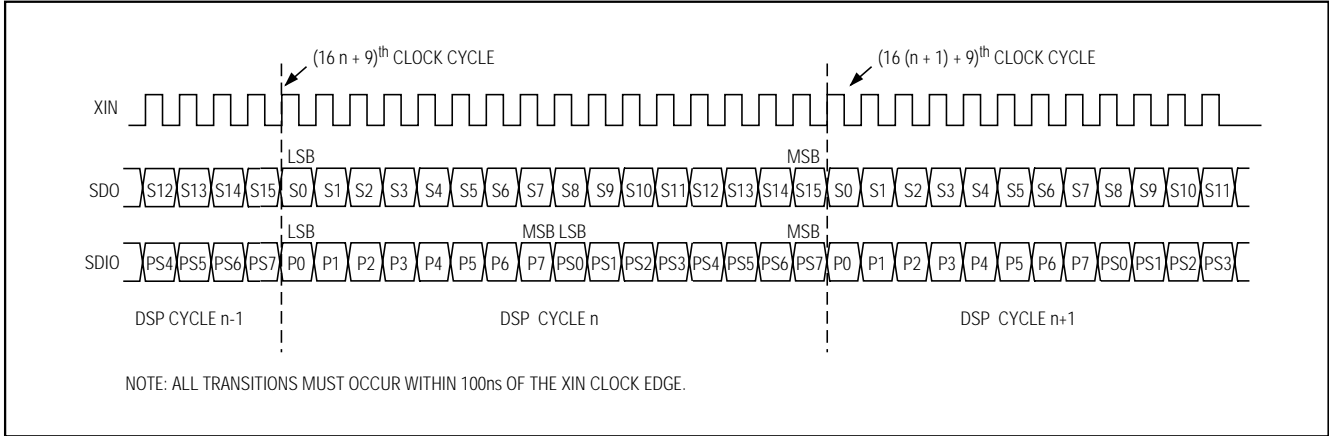 (16 n + 9)th CLOCK CYCLE (16 (n + 1) + 9)th CLOCK CYCLE
XIN
LSB MSB
SDO S12 S13 S14 S15 S0 S1 S2 S3 S4 S5 S6 S7 S8 S9 S10 S11 S12 S13 S14 S15 S0 S1 S2 S3 S4 S5 S6 S7 S8 S9 S10 S11
LSB MSB LSB MSB
SDIO PS4 PS5 PS6 PS7 P0 P1 P2 P3 P4 P5 P6 P7 PS0 PS1 PS2 PS3 PS4 PS5 PS6 PS7 P0 P1 P2 P3 P4 P5 P6 P7 PS0 PS1 PS2 PS3
DSP CYCLE n-1 DSP CYCLE n DSP CYCLE n+1
NOTE: ALL TRANSITIONS MUST OCCUR WITHIN 100ns OF THE XIN CLOCK EDGE.